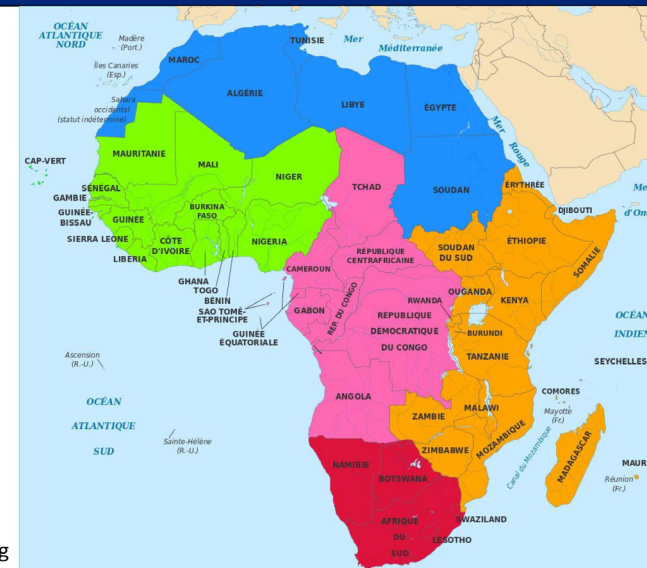 OCÉAN
ATLANTIQUE
NORD
Madère
(Port.)
TUNISIE
Mer
Méditerranée
MAROC
Îles Canaries
(Esp.)
ALGÉRIE
LIBYE
ÉGYPTE
Sahara
occidental
(statut indéterminé)
Mer Rouge
MAURITANIE
CAP-VERT
MALI
NIGER
TCHAD
SOUDAN
ÉRYTHRÉE
SÉNÉGAL
GAMBIE
GUINÉE-
BISSAU
BURKINA
FASO
DJIBOUTI
Me
d'Om
GUINÉE
SIERRA LEONE
CÔTE
D'IVOIRE
NIGERIA
LIBERIA
SOUDAN
DU SUD
ÉTHIOPIE
SOMALIE
RÉPUBLIQUE
CENTRAFRICAINE
CAMEROUN
GHANA
TOGO
BÉNIN
SAO TOMÉ-
ET-PRINCIPE
GUINÉE
ÉQUATORIALE
GABON
RÉP. DU CONGO
RWANDA
OUGANDA
KENYA
RÉPUBLIQUE
DÉMOCRATIQUE
DU CONGO
BURUNDI
TANZANIE
OCÉAN
INDIEN
SEYCHELLES
Ascension
(R.-U.)
ANGOLA
COMORES
Mayotte
(Fr.)
MALAWI
ZAMBIE
OCÉAN
ATLANTIQUE
SUD
Sainte-Hélène
(R.-U.)
ZIMBABWE
MOZAMBIQUE
Canal du Mozambique
MADAGASCAR
MAUR
Réunion
(Fr.)
NAMIBIE
BOTSWANA
SWAZILAND
AFRIQUE
DU
SUD
LESOTHO
g